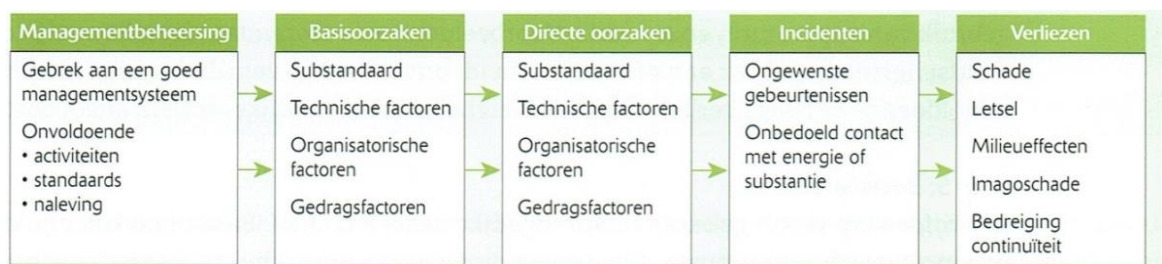 Managementbeheersing
Gebrek aan een goed
managementsysteem
Onvoldoende
• activiteiten
• standaards
• naleving
Basisoorzaken
Substandaard
Technische factoren
Organisatorische
factoren
Gedragsfactoren
Directe oorzaken
Substandaard
Technische factoren
Organisatorische
factoren
Gedragsfactoren
Incidenten
Ongewenste
gebeurtenissen
Onbedoeld contact
met energie of
substantie
Verliezen
Schade
Letsel
Milieueffecten
Imagoschade
Bedreiging
continuïteit